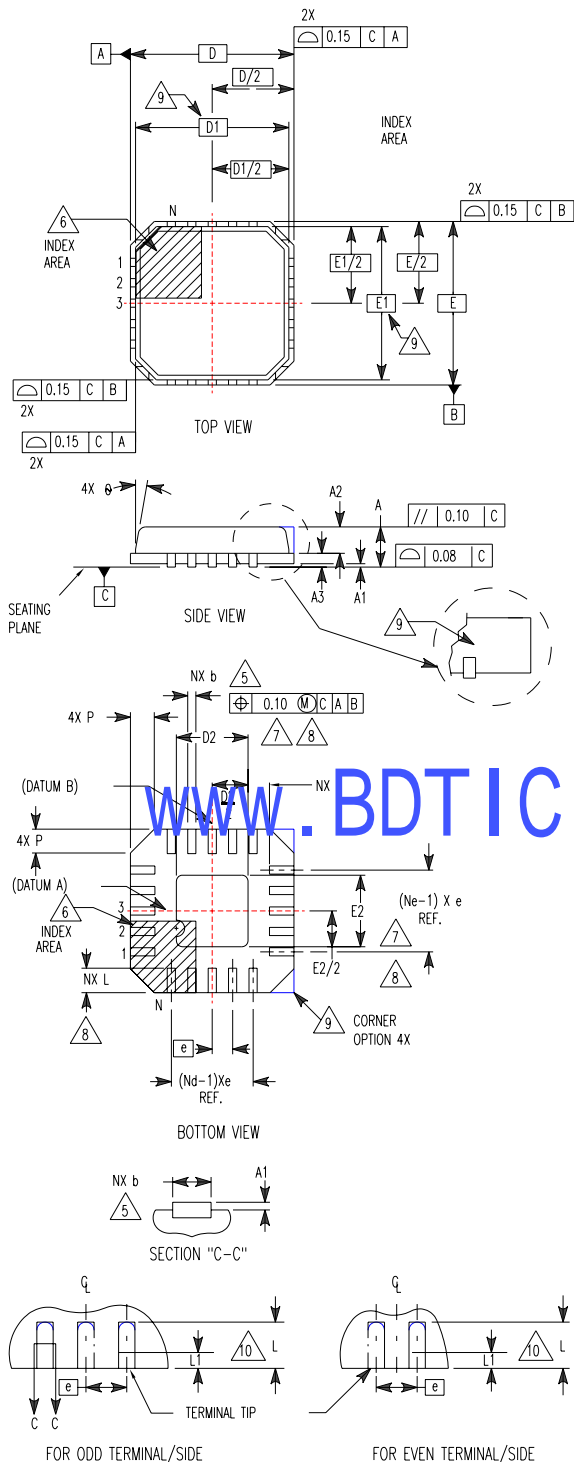 2X
0.15 C A
A
D
D/2
9
D1
D1/2
INDEX
AREA
2X
0.15 C B
6
INDEX
AREA
N
1
2
3
E1/2
E/2
E1
E
9
0.15 C B
2X
B
0.15 C A
2X
TOP VIEW
4X θ
A2
A
// 0.10 C
0.08 C
C
A3
A1
SEATING
PLANE
SIDE VIEW
9
NX b
5
4X P
0.10 M C A B
7
8
D2
(DATUM B)
NX
www.BDTIC
4X P
(DATUM A)
3
2
1
6
INDEX
AREA
E2
E2/2
(Ne-1) X e
REF.
7
8
NX L
8
N
9
CORNER
OPTION 4X
e
(Nd-1)Xe
REF.
BOTTOM VIEW
NX b
A1
5
SECTION "C-C"
CL
CL
10
L
L1
10
L
L1
e
e
C C
TERMINAL TIP
FOR ODD TERMINAL/SIDE
FOR EVEN TERMINAL/SIDE